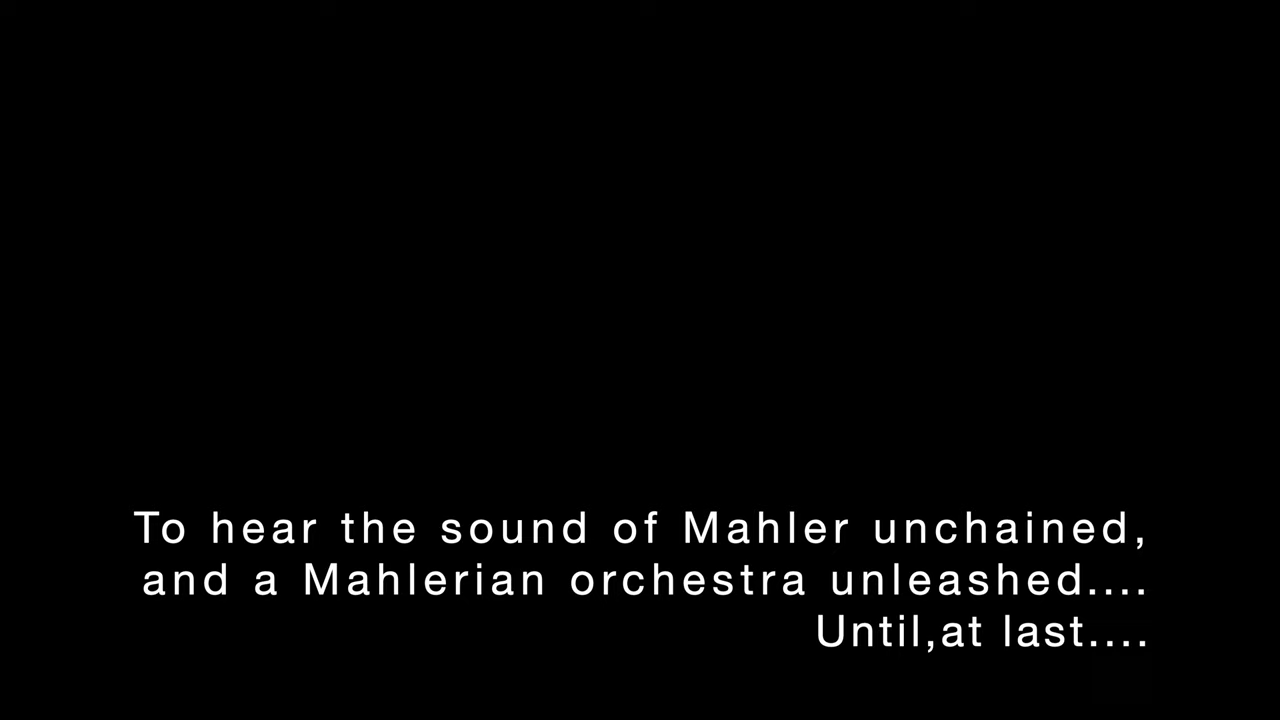 To hear the sound of Mahler unchained,
and a Mahlerian orchestra unleashed....
Until,at last....